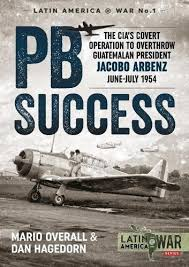 LATIN AMERICA @ WAR No.1
PB
SUCCESS
THE CIA'S COVERT
OPERATION TO OVERTHROW
GUATEMALAN PRESIDENT
JACOBO ARBENZ
JUNE-JULY 1954
MARIO OVERALL &
DAN HAGEDORN
LATIN
AMERICA
@WAR
SERIES